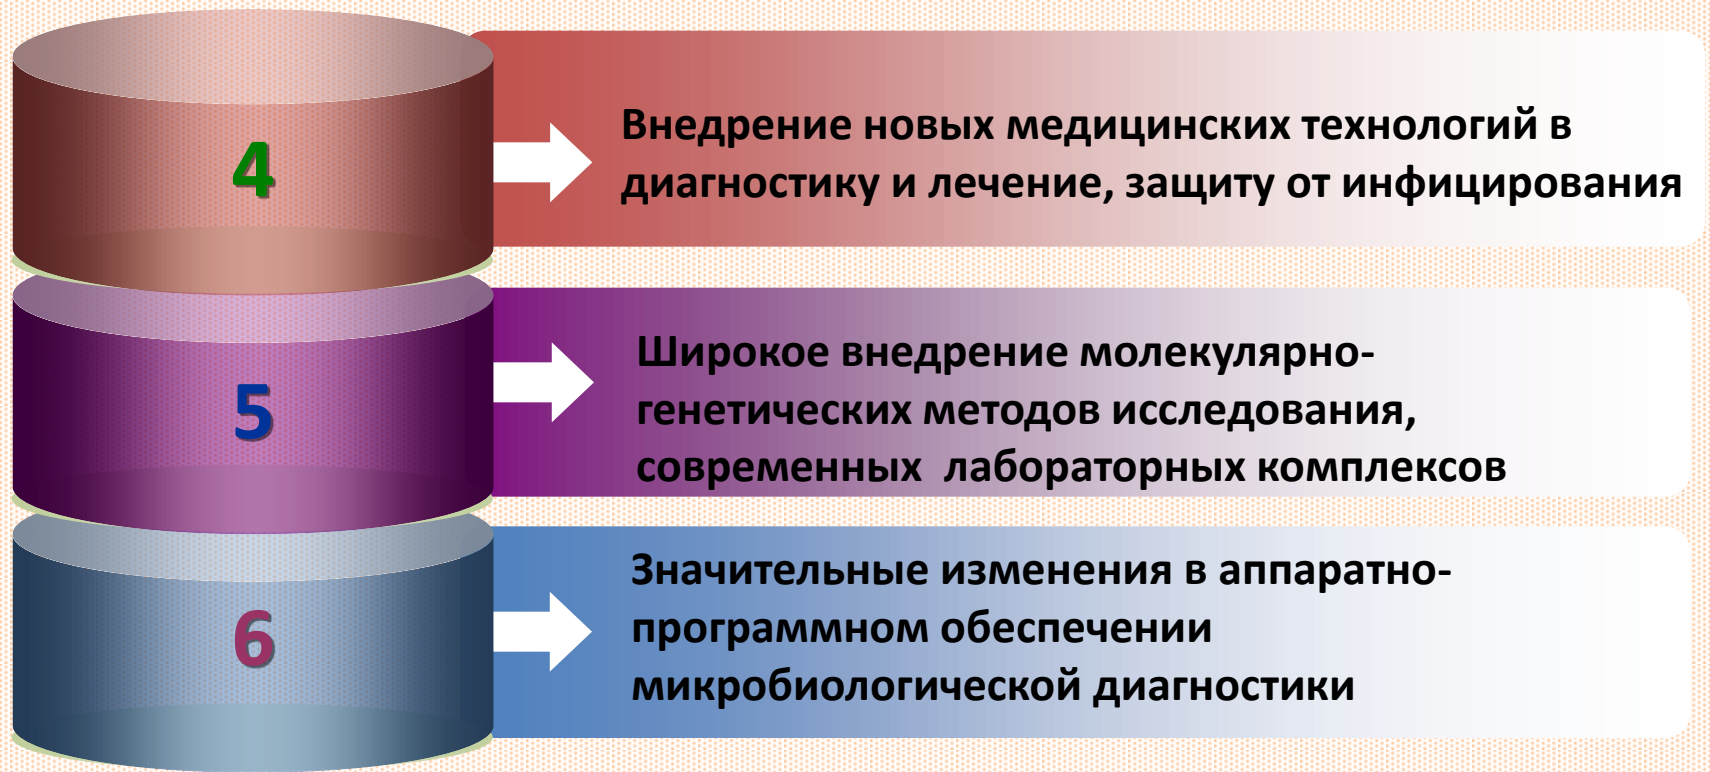 4
Внедрение новых медицинских технологий в
диагностику и лечение, защиту от инфицирования
5
Широкое внедрение молекулярно-
генетических методов исследования,
современных  лабораторных комплексов
6
Значительные изменения в аппаратно-
программном обеспечении
микробиологической диагностики